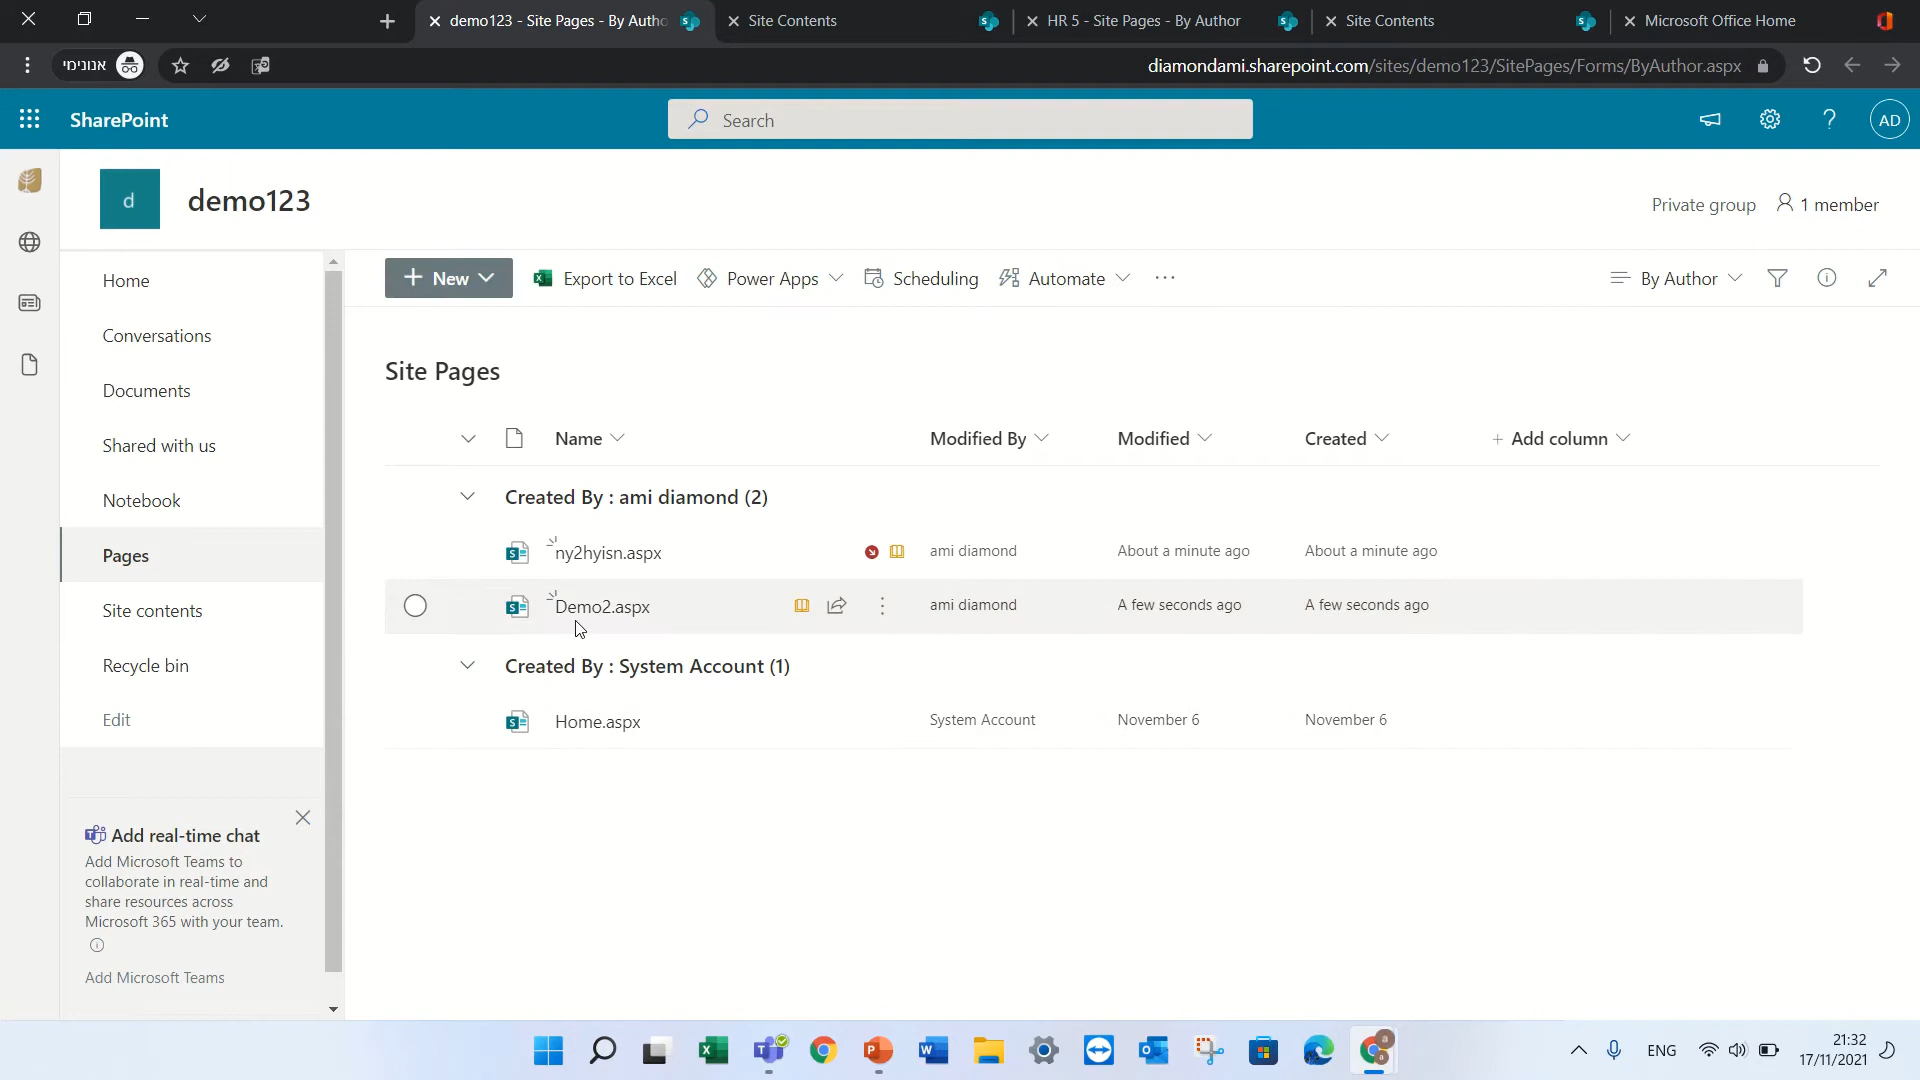 demo123 - Site Pages - By Autho
Site Contents
HR 5 - Site Pages - By Author
Site Contents
Microsoft Office Home
אנונימי
diamondami.sharepoint.com/sites/demo123/SitePages/Forms/ByAuthor.aspx
SharePoint
Search
AD
d
demo123
Private group
1 member
Home
Conversations
Documents
Shared with us
Notebook
Pages
Site contents
Recycle bin
Edit
New
Export to Excel
Power Apps
Scheduling
Automate
By Author
Site Pages
Name
Modified By
Modified
Created
Add column
Created By : ami diamond (2)
ny2hyisn.aspx
ami diamond
About a minute ago
About a minute ago
Demo2.aspx
ami diamond
A few seconds ago
A few seconds ago
Created By : System Account (1)
Home.aspx
System Account
November 6
November 6
Add real-time chat
Add Microsoft Teams to
collaborate in real-time and
share resources across
Microsoft 365 with your team.
Add Microsoft Teams
ENG
21:32
17/11/2021